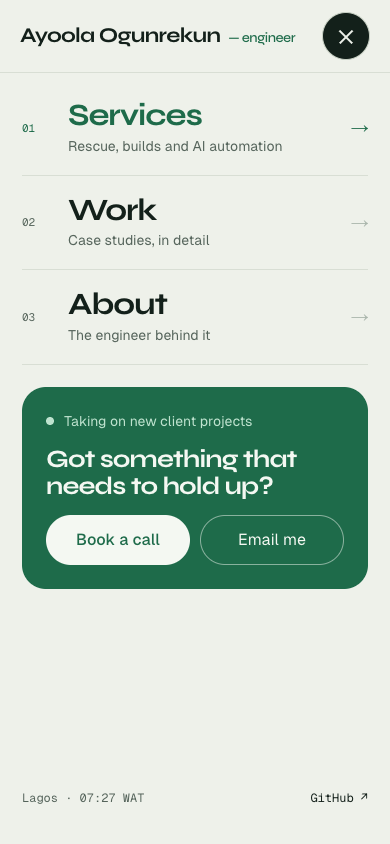 Ayoola Ogunrekun — engineer
01 Services →
Rescue, builds and AI automation
02 Work →
Case studies, in detail
03 About →
The engineer behind it
Taking on new client projects
Got something that
needs to hold up?
Book a call Email me
Lagos · 07:27 WAT GitHub ↗